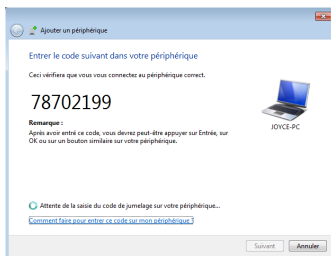 Ajouter un périphérique
Entrer le code suivant dans votre périphérique
Ceci vérifiera que vous vous connectez au périphérique correct.
78702199
JOYCE-PC
Remarque :
Après avoir entré ce code, vous devrez peut-être appuyer sur Entrée, sur
OK ou sur un bouton similaire sur votre périphérique.
Attente de la saisie du code de jumelage sur votre périphérique...
Comment faire pour entrer ce code sur mon périphérique ?
Suivant
Annuler